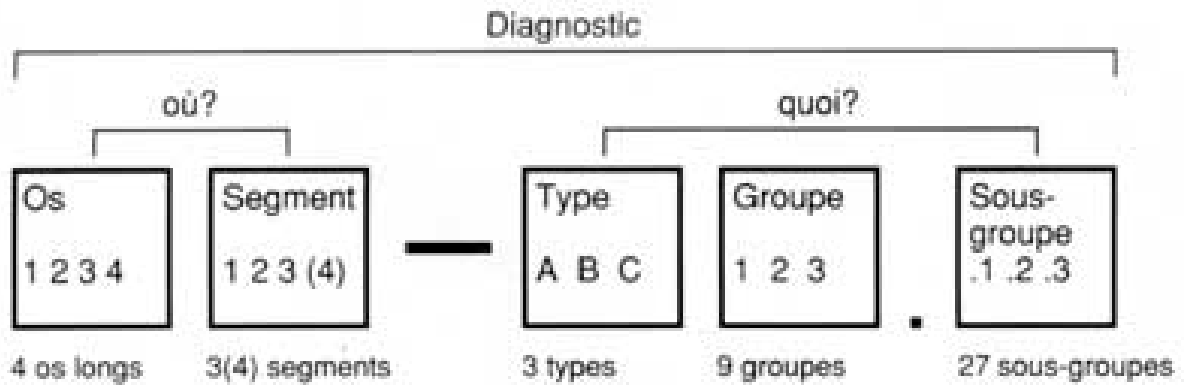 Diagnostic
où? quoi?
Os Segment Type Groupe Sous-
groupe
1 2 3 4 1 2 3 (4) — A B C 1 2 3 . .1 .2 .3
4 os longs 3(4) segments 3 types 9 groupes 27 sous-groupes